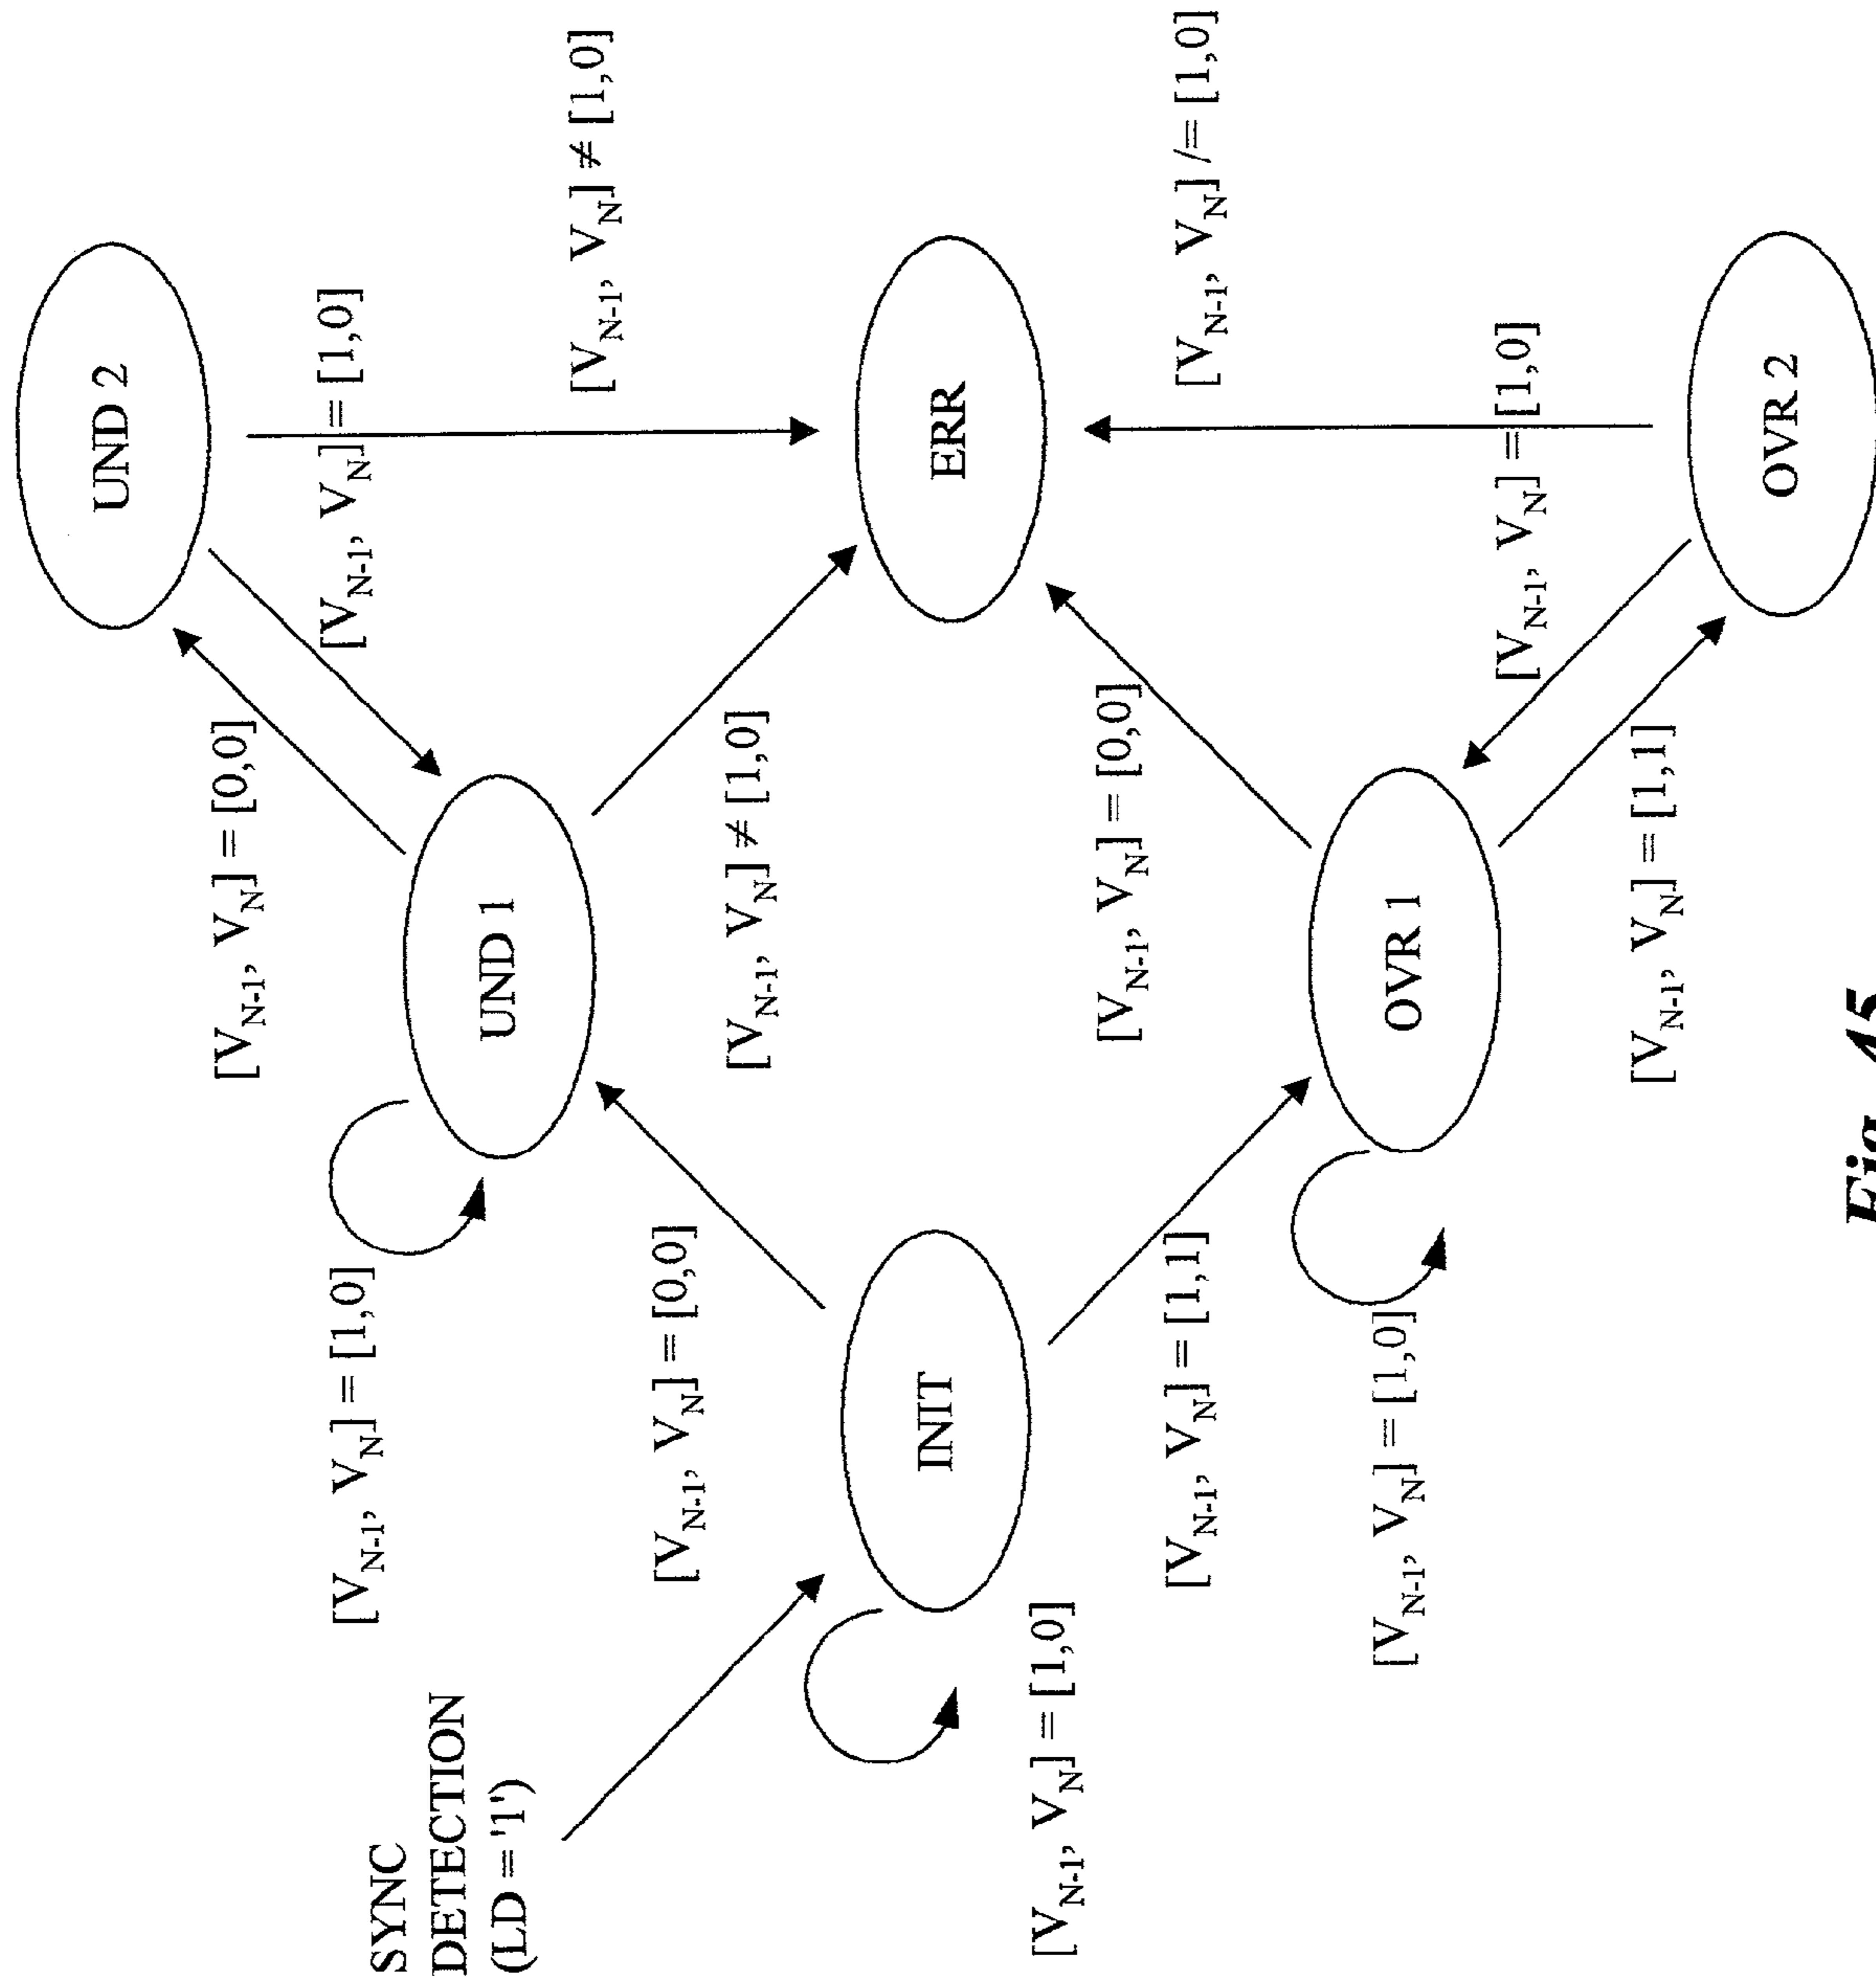 UND 2
[V_N-1, V_N] = [0,0]
[V_N-1, V_N] = [1,0]
[V_N-1, V_N] = [1,0]
SYNC
DETECTION
(LD = '1')
UND 1
[V_N-1, V_N] ≠ [1,0]
[V_N-1, V_N] = [0,0]
[V_N-1, V_N] ≠ [1,0]
INIT
ERR
[V_N-1, V_N] = [1,0]
[V_N-1, V_N] = [0,0]
[V_N-1, V_N] = [1,1]
[V_N-1, V_N] /= [1,0]
[V_N-1, V_N] = [1,0]
OVR 1
[V_N-1, V_N] = [1,0]
[V_N-1, V_N] = [1,1]
OVR 2
Fig. 45